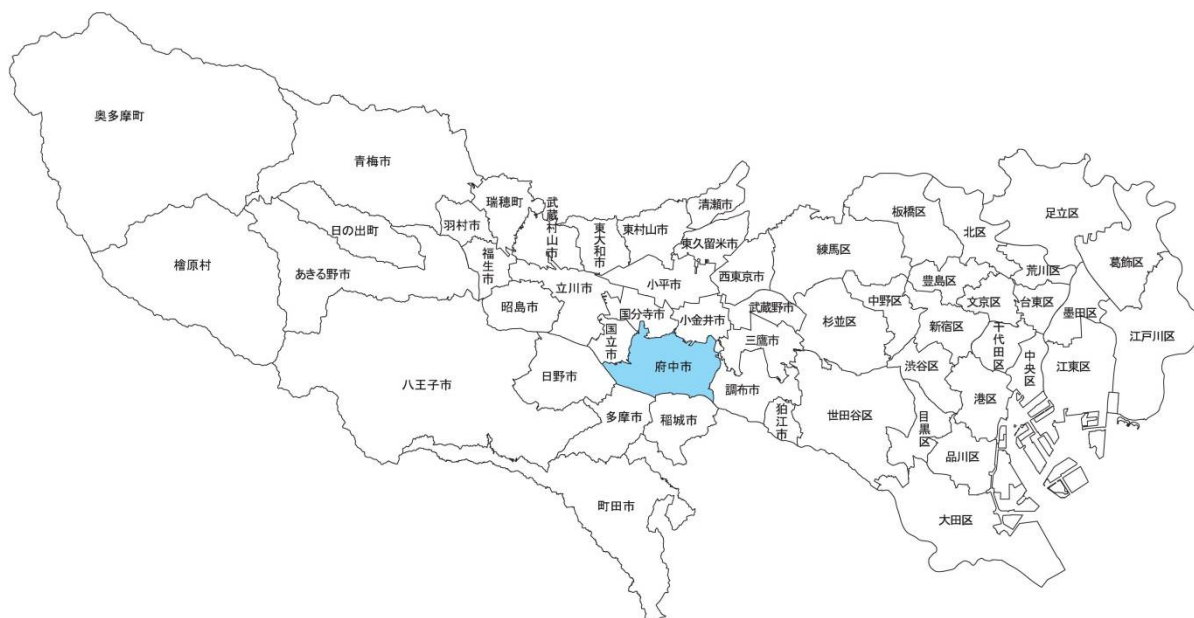 奥多摩町
青梅市
瑞穂町
武蔵村山市
清瀬市
板橋区
足立区
北区
羽村市
日の出町
東大和市
東村山市
東久留米市
練馬区
葛飾区
檜原村
あきる野市
福生市
立川市
小平市
西東京市
豊島区
荒川区
昭島市
国分寺市
小金井市
武蔵野市
中野区
文京区
台東区
墨田区
杉並区
新宿区
千代田区
江戸川区
国立市
三鷹市
渋谷区
中央区
江東区
八王子市
日野市
府中市
調布市
港区
多摩市
稲城市
狛江市
世田谷区
目黒区
品川区
町田市
大田区